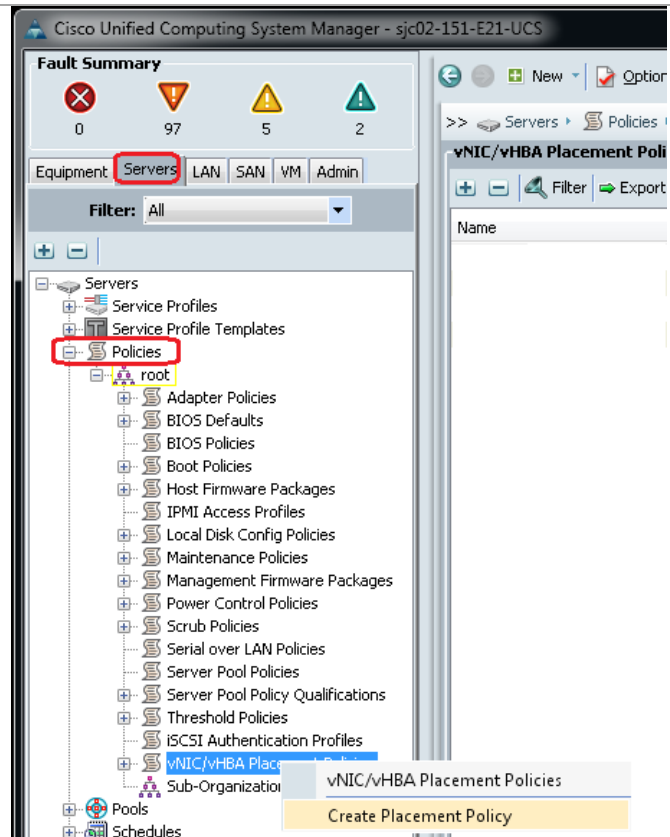 Cisco Unified Computing System Manager - sjc02-151-E21-UCS
Fault Summary
0 97 5 2
New Option
>> Servers Policies
Equipment Servers LAN SAN VM Admin
vNIC/vHBA Placement Poli
Filter Export
Filter: All
Name
Servers
Service Profiles
Service Profile Templates
Policies
root
Adapter Policies
BIOS Defaults
BIOS Policies
Boot Policies
Host Firmware Packages
IPMI Access Profiles
Local Disk Config Policies
Maintenance Policies
Management Firmware Packages
Power Control Policies
Scrub Policies
Serial over LAN Policies
Server Pool Policies
Server Pool Policy Qualifications
Threshold Policies
iSCSI Authentication Profiles
vNIC/vHBA Place
vNIC/vHBA Placement Policies
Sub-Organization
Create Placement Policy
Pools
Schedules